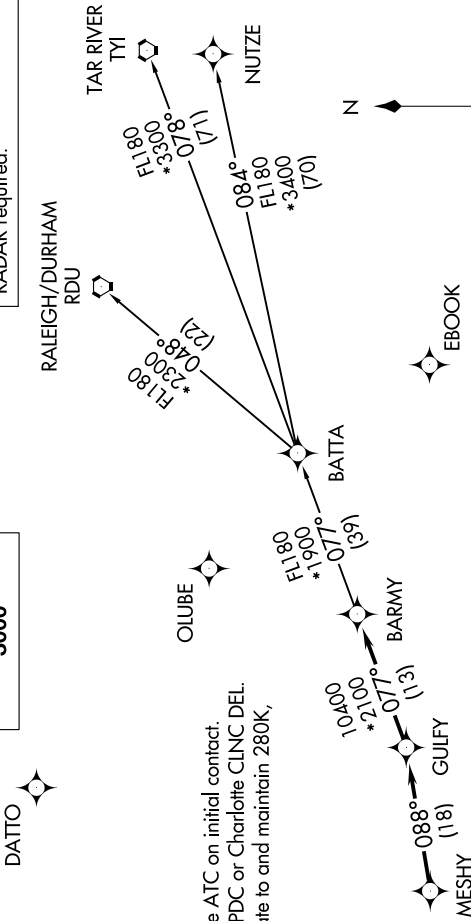 RADAR required.
5000
DATTO
TAR RIVER
TYI
NUTZE
FL180
*3300
078°
(71)
084°
FL180
*3400
(70)
N
RALEIGH/DURHAM
RDU
FL180
*2300
048°
(22)
EBOOK
BATTA
OLUBE
FL180
*1900
077°
(39)
BARMY
10400
*2100
077°
(13)
GULFY
088°
(18)
MESHY
e ATC on initial contact.
PDC or Charlotte CLNC DEL.
te to and maintain 280K,